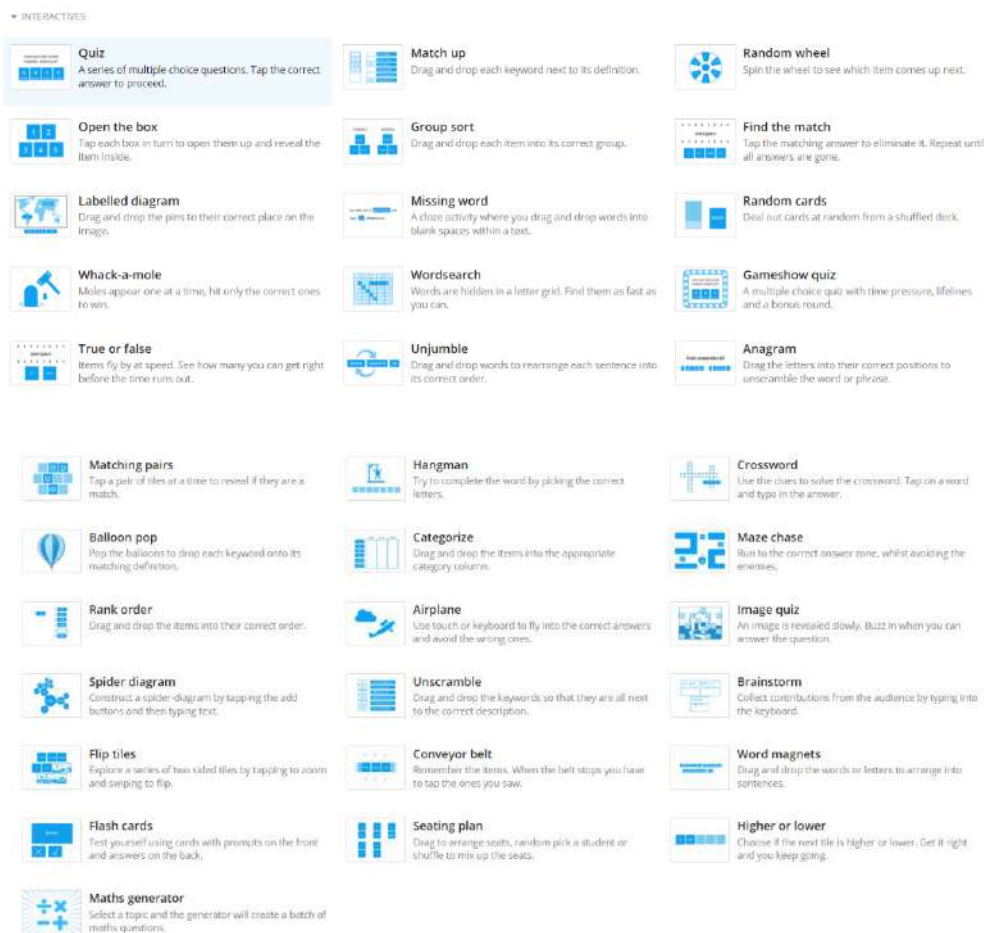 INTERACTIVES
Quiz
A series of multiple choice questions. Tap the correct
answer to proceed.
Match up
Drag and drop each keyword next to its definition.
Random wheel
Spin the wheel to see which item comes up next.
Open the box
Tap each box in turn to open them up and reveal the
item inside.
Group sort
Drag and drop each item into its correct group.
Find the match
Tap the matching answer to eliminate it. Repeat until
all answers are gone.
Labelled diagram
Drag and drop the pins to their correct place on the
image.
Missing word
A cloze activity where you drag and drop words into
blank spaces within a text.
Random cards
Deal out cards at random from a shuffled deck.
Whack-a-mole
Moles appear one at a time, hit only the correct ones
to win.
Wordsearch
Words are hidden in a letter grid. Find them as fast as
you can.
Gameshow quiz
A multiple choice quiz with time pressure, lifelines
and a bonus round.
True or false
Items fly by at speed. See how many you can get right
before the time runs out.
Unjumble
Drag and drop words to rearrange each sentence into
its correct order.
Anagram
Drag the letters into their correct positions to
unscramble the word or phrase.
Matching pairs
Tap a pair of tiles at a time to reveal if they are a
match.
Hangman
Try to complete the word by picking the correct
letters.
Crossword
Use the clues to solve the crossword. Tap on a word
and type in the answer.
Balloon pop
Pop the balloons to drop each keyword onto its
matching definition.
Categorize
Drag and drop the items into the appropriate
category column.
Maze chase
Run to the correct answer zone, whilst avoiding the
enemies.
Rank order
Drag and drop the items into their correct order.
Airplane
Use touch or keyboard to fly into the correct answers
and avoid the wrong ones.
Image quiz
An image is revealed slowly. Buzz in when you can
answer the question.
Spider diagram
Construct a spider-diagram by tapping the add
buttons and then typing text.
Unscramble
Drag and drop the keywords so that they are all next
to the correct description.
Brainstorm
Collect contributions from the audience by typing into
the keyboard.
Flip tiles
Explore a series of two sided tiles by tapping to zoom
and swiping to flip.
Conveyor belt
Remember the items. When the belt stops you have
to tap the ones you saw.
Word magnets
Drag and drop the words or letters to arrange into
sentences.
Flash cards
Test yourself using cards with prompts on the front
and answers on the back.
Seating plan
Drag to arrange seats, random pick a student or
shuffle to mix up the seats.
Higher or lower
Choose if the next tile is higher or lower. Get it right
and you keep going.
Maths generator
Select a topic and the generator will create a batch of
maths questions.